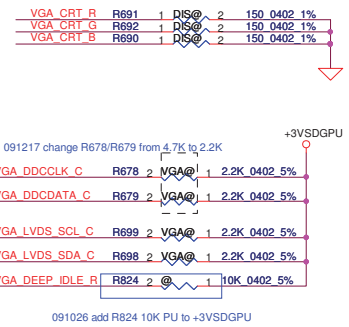 VGA_CRT_R R691 1 DIS@ 2 150_0402_1%
VGA_CRT_G R692 1 DIS@ 2 150_0402_1%
VGA_CRT_B R690 1 DIS@ 2 150_0402_1%
+3VSDGPU
091217 change R678/R679 from 4.7K to 2.2K
VGA_DDCCLK_C R678 2 VGA@ 1 2.2K_0402_5%
VGA_DDCDATA_C R679 2 VGA@ 1 2.2K_0402_5%
VGA_LVDS_SCL_C R699 2 VGA@ 1 2.2K_0402_5%
VGA_LVDS_SDA_C R698 2 VGA@ 1 2.2K_0402_5%
VGA_DEEP_IDLE_R R824 2 @ 1 10K_0402_5%
091026 add R824 10K PU to +3VSDGPU